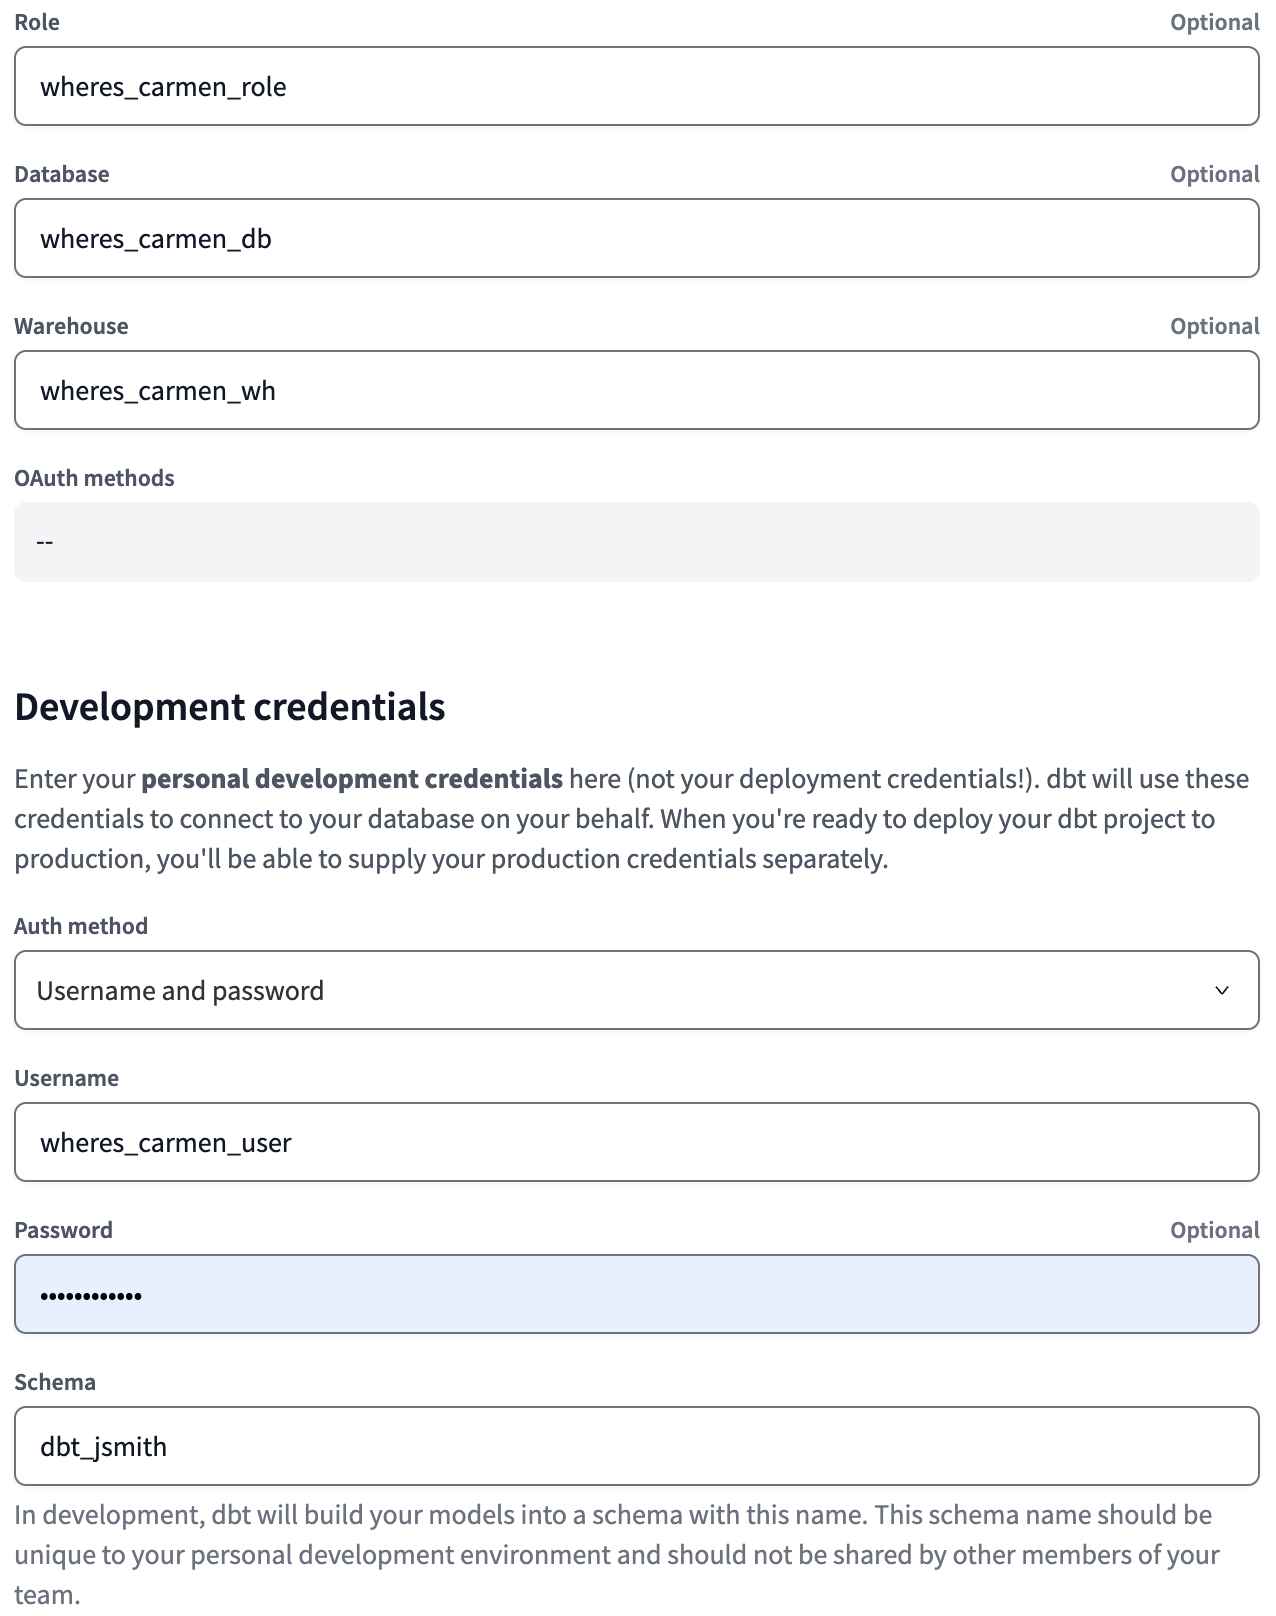 Role Optional
wheres_carmen_role
Database Optional
wheres_carmen_db
Warehouse Optional
wheres_carmen_wh
OAuth methods
--
Development credentials
Enter your personal development credentials here (not your deployment credentials!). dbt will use these
credentials to connect to your database on your behalf. When you're ready to deploy your dbt project to
production, you'll be able to supply your production credentials separately.
Auth method
Username and password
Username
wheres_carmen_user
Password Optional
••••••••••••
Schema
dbt_jsmith
In development, dbt will build your models into a schema with this name. This schema name should be
unique to your personal development environment and should not be shared by other members of your
team.